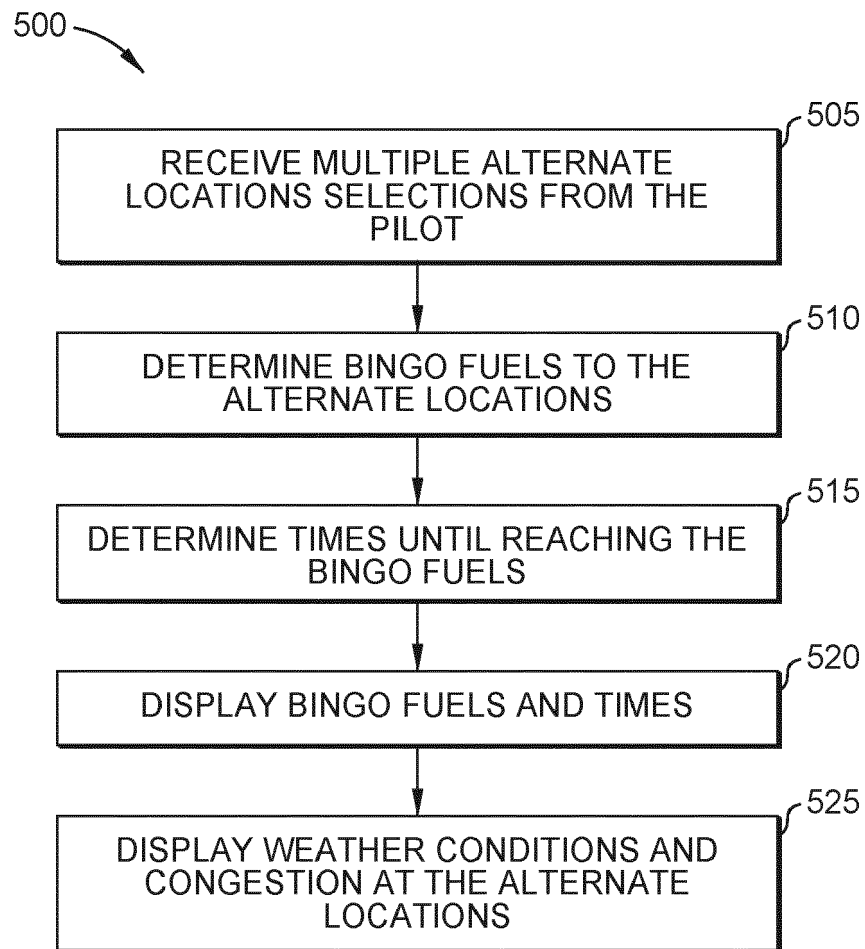 500
505
RECEIVE MULTIPLE ALTERNATE
LOCATIONS SELECTIONS FROM THE
PILOT
510
DETERMINE BINGO FUELS TO THE
ALTERNATE LOCATIONS
515
DETERMINE TIMES UNTIL REACHING THE
BINGO FUELS
520
DISPLAY BINGO FUELS AND TIMES
525
DISPLAY WEATHER CONDITIONS AND
CONGESTION AT THE ALTERNATE
LOCATIONS